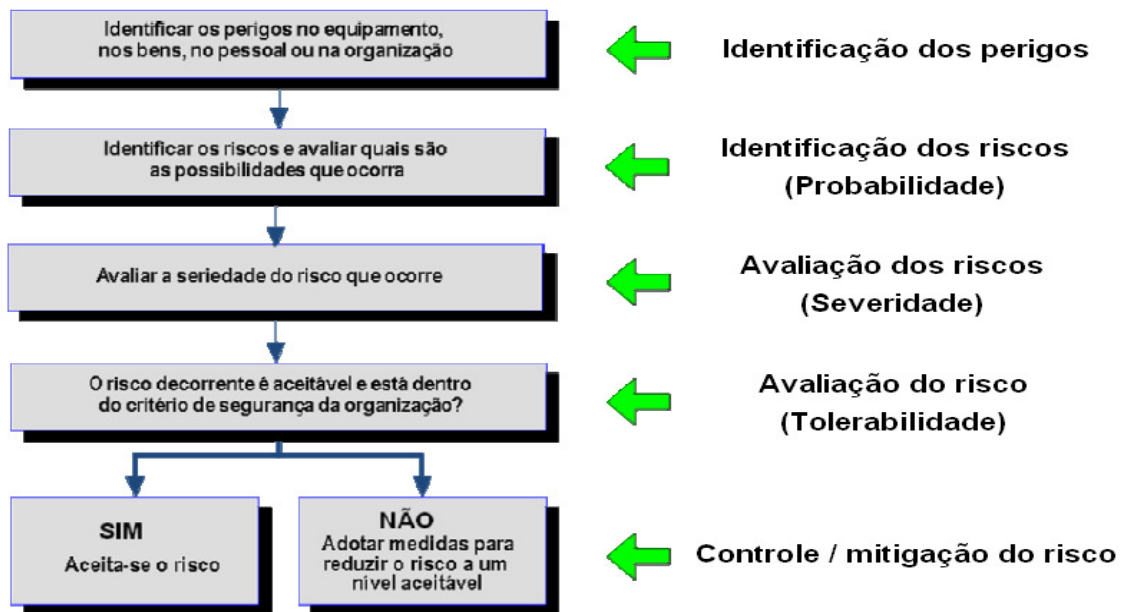 Identificar os perigos no equipamento,
nos bens, no pessoal ou na organização
Identificação dos perigos
Identificar os riscos e avaliar quais são
as possibilidades que ocorra
Identificação dos riscos
(Probabilidade)
Avaliar a seriedade do risco que ocorre
Avaliação dos riscos
(Severidade)
O risco decorrente é aceitável e está dentro
do critério de segurança da organização?
Avaliação do risco
(Tolerabilidade)
SIM
Aceita-se o risco
NÃO
Adotar medidas para
reduzir o risco a um
nível aceitável
Controle / mitigação do risco